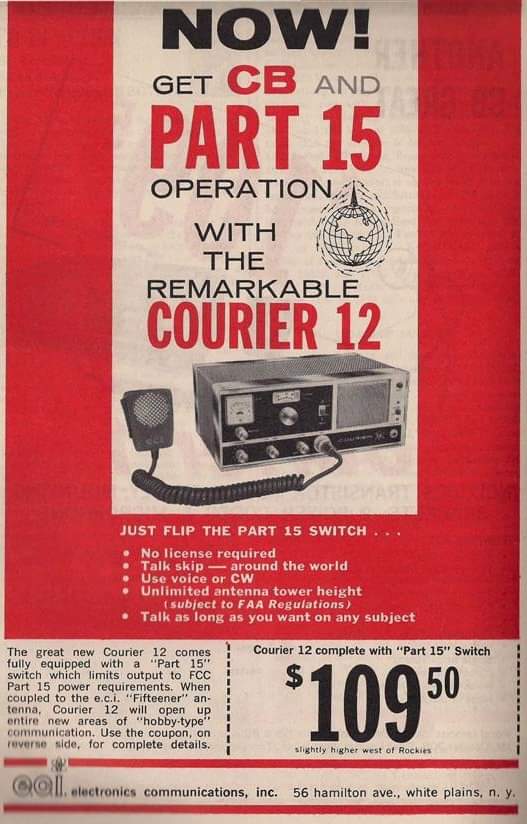 NOW!
GET CB AND
PART 15
OPERATION
WITH
THE
REMARKABLE
COURIER 12
JUST FLIP THE PART 15 SWITCH . . .
• No license required
• Talk skip — around the world
• Use voice or CW
• Unlimited antenna tower height
(subject to FAA Regulations)
• Talk as long as you want on any subject
The great new Courier 12 comes
fully equipped with a "Part 15"
switch which limits output to FCC
Part 15 power requirements. When
coupled to the e.c.i. "Fifteener" an-
tenna, Courier 12 will open up
entire new areas of "hobby-type"
communication. Use the coupon, on
reverse side, for complete details.
Courier 12 complete with "Part 15" Switch
$109 50
slightly higher west of Rockies
e.c.i. electronics communications, inc. 56 hamilton ave., white plains, n. y.